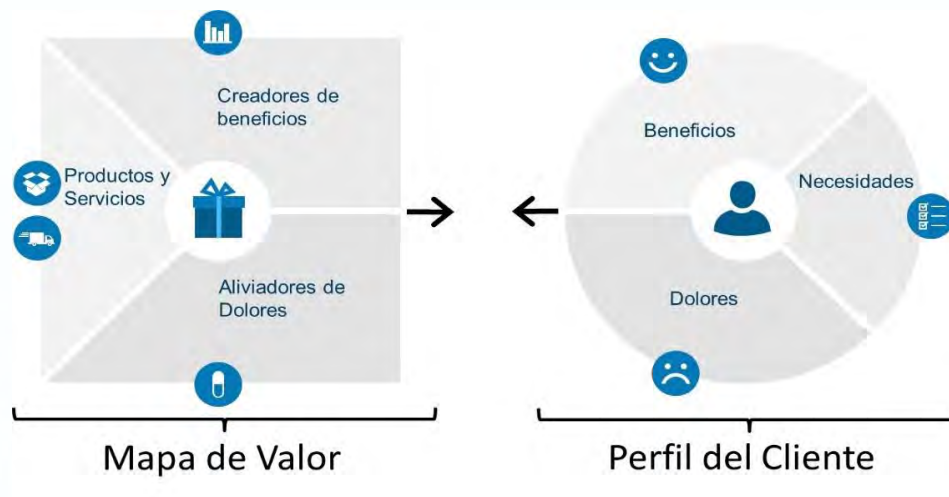 Creadores de
beneficios
Productos y
Servicios
Aliviadores de
Dolores
Beneficios
Necesidades
Dolores
Mapa de Valor
Perfil del Cliente